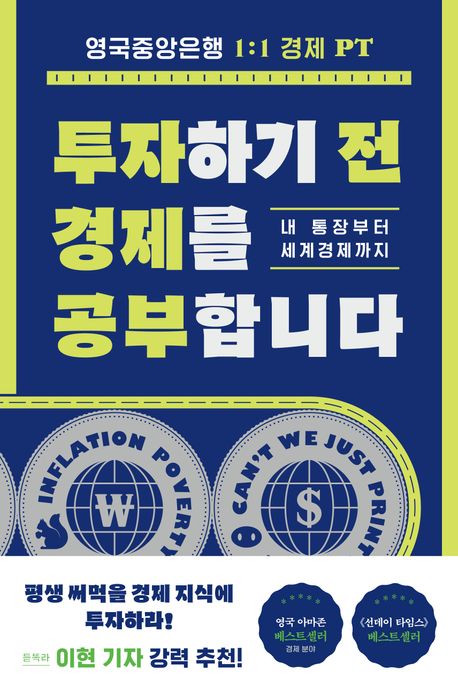 영국중앙은행 1:1 경제 PT
투자하기 전
경제를
내 통장부터
세계경제까지
공부합니다
INFLATION POVERTY
CAN'T WE JUST PRINT
₩
$
평생 써먹을 경제 지식에
투자하라!
듣똑라 이현 기자 강력 추천!
영국 아마존
베스트셀러
경제 분야
《선데이 타임스》
베스트셀러